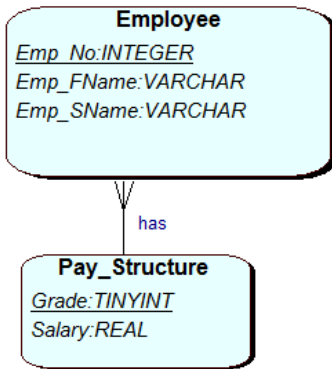 Employee
Emp_No:INTEGER
Emp_FName:VARCHAR
Emp_SName:VARCHAR
has
Pay_Structure
Grade:TINYINT
Salary:REAL